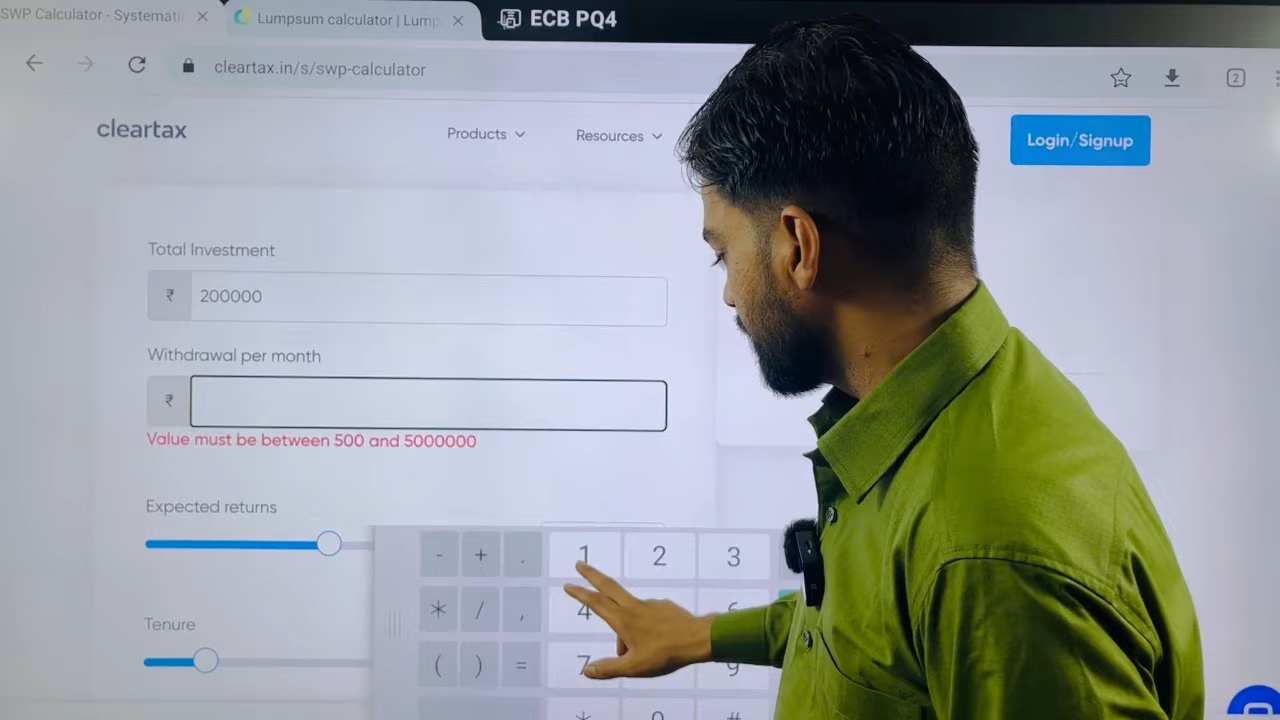 SWP Calculator - Systemati
Lumpsum calculator | Lump
ECB PQ4
cleartax.in/s/swp-calculator
2
cleartax
Products
Resources
Login/Signup
Total Investment
₹ 200000
Withdrawal per month
₹
Value must be between 500 and 5000000
Expected returns
- + . 1 2 3
* / , 4 6
Tenure
( ) = 7 9
* 0 #